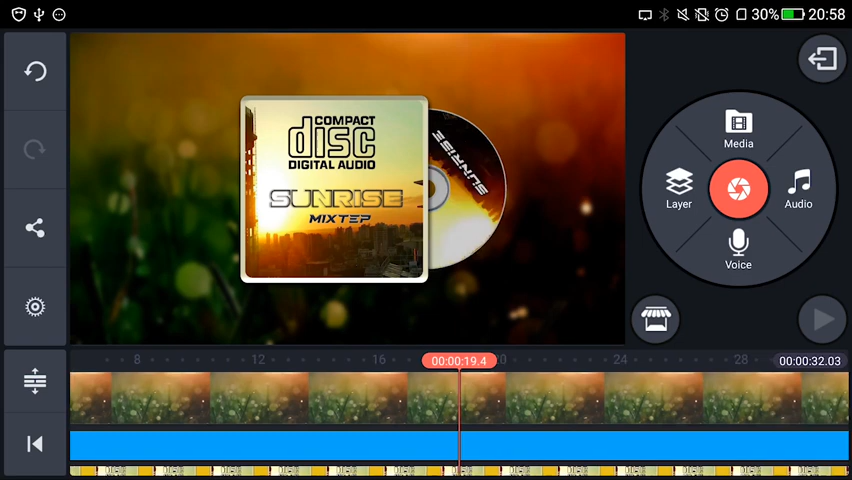 30% 20:58
COMPACT
disc
DIGITAL AUDIO
SUNRISE
MIXTEP
SUNRISE
Media
Layer
Audio
Voice
8 12 16 00:00:19.4 20 24 28 00:00:32.03